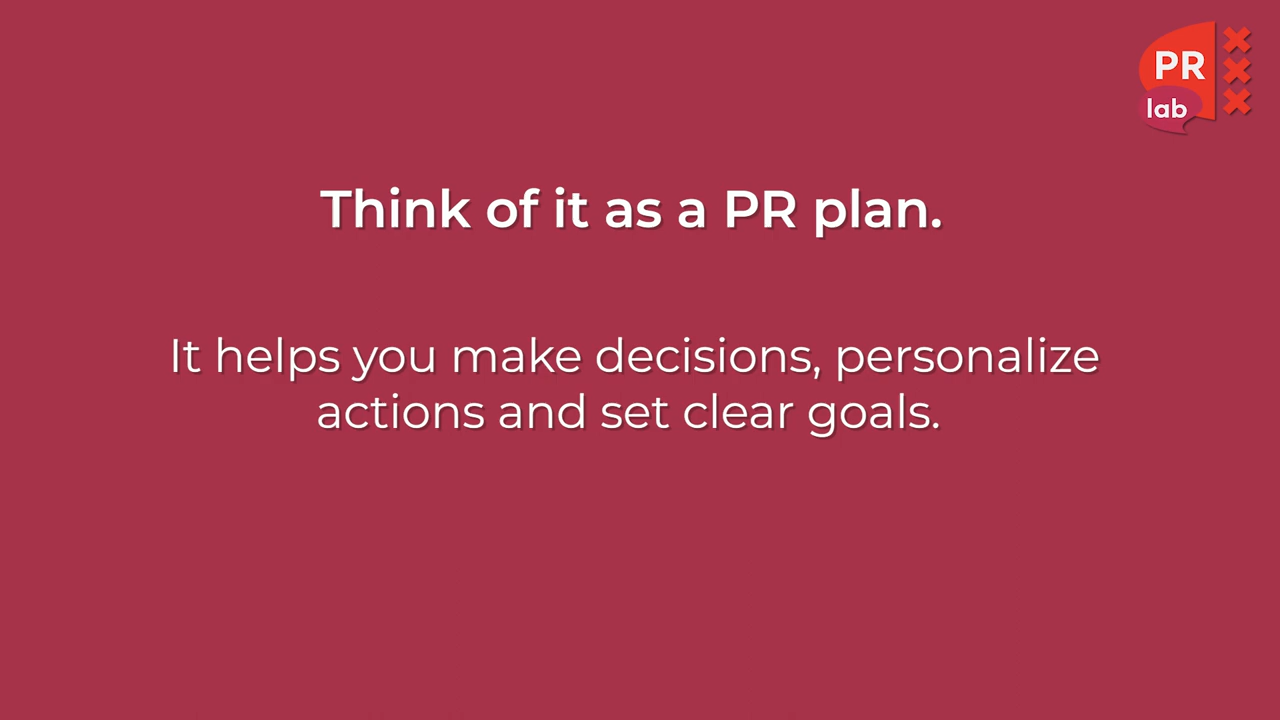 PR
lab
Think of it as a PR plan.
It helps you make decisions, personalize
actions and set clear goals.